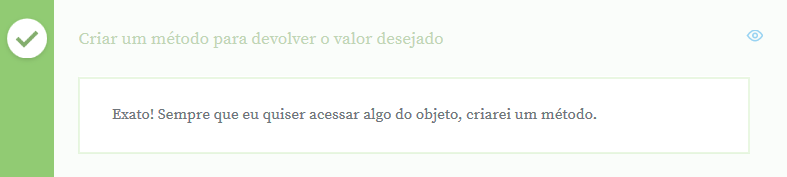 Criar um método para devolver o valor desejado
Exato! Sempre que eu quiser acessar algo do objeto, criarei um método.